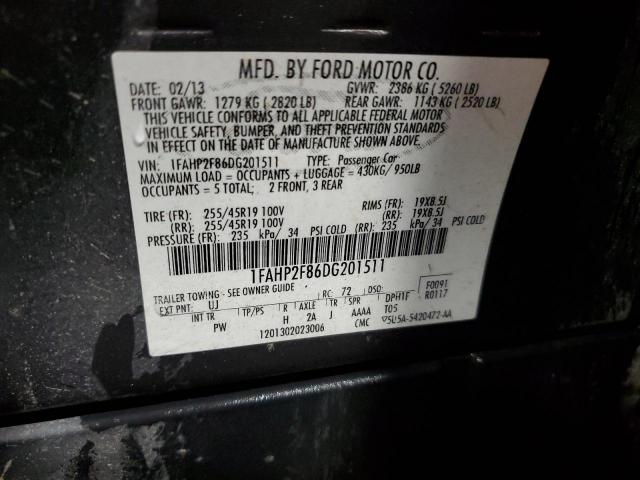 MFD. BY FORD MOTOR CO.
DATE: 02/13 GVWR: 2386 KG ( 5260 LB)
FRONT GAWR: 1279 KG ( 2820 LB) REAR GAWR: 1143 KG ( 2520 LB)
THIS VEHICLE CONFORMS TO ALL APPLICABLE FEDERAL MOTOR
VEHICLE SAFETY, BUMPER, AND THEFT PREVENTION STANDARDS
IN EFFECT ON THE DATE OF MANUFACTURE SHOWN ABOVE.
VIN: 1FAHP2F86DG201511 TYPE: Passenger Car
MAXIMUM LOAD = OCCUPANTS + LUGGAGE = 430KG/ 950LB
OCCUPANTS = 5 TOTAL; 2 FRONT, 3 REAR
TIRE (FR): 255/45R19 100V RIMS (FR): 19X8.5J
(RR): 255/45R19 100V (RR): 19X8.5J
PRESSURE (FR): 235 kPa/ 34 PSI COLD (RR): 235 kPa/ 34 PSI COLD
1FAHP2F86DG201511
TRAILER TOWING - SEE OWNER GUIDE RC: 72 DSO: F0091
EXT PNT: UJ R0117
INT TR TP/PS R AXLE TR SPR DPH1F
PW H 2A J AAAA T05
1201302023006 CMC 5U5A-5420472-AA